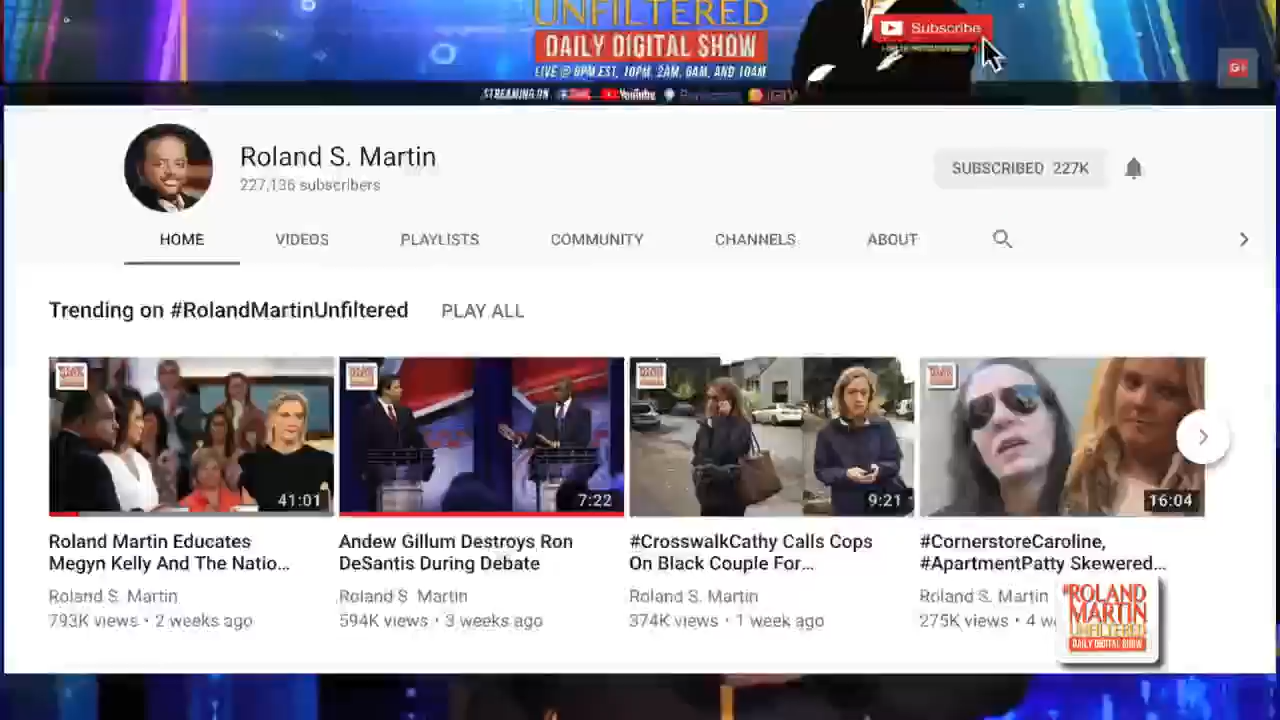 UNFILTERED
DAILY DIGITAL SHOW
LIVE @ 6PM EST, 10PM, 2AM, 6AM, AND 10AM
Subscribe
STREAMING ON
YouTube
G+
Roland S. Martin
227,136 subscribers
SUBSCRIBED 227K
HOME VIDEOS PLAYLISTS COMMUNITY CHANNELS ABOUT
Trending on #RolandMartinUnfiltered PLAY ALL
41:01
7:22
9:21
16:04
Roland Martin Educates
Megyn Kelly And The Natio...
Roland S. Martin
793K views • 2 weeks ago
Andew Gillum Destroys Ron
DeSantis During Debate
Roland S. Martin
594K views • 3 weeks ago
#CrosswalkCathy Calls Cops
On Black Couple For...
Roland S. Martin
374K views • 1 week ago
#CornerstoreCaroline,
#ApartmentPatty Skewered...
Roland S. Martin
275K views • 4 w
#ROLAND
MARTIN
UNFILTERED
DAILY DIGITAL SHOW